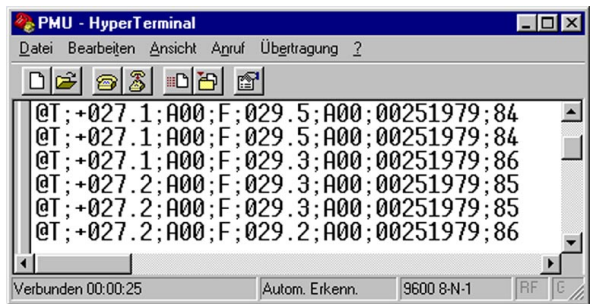 PMU - HyperTerminal
Datei Bearbeiten Ansicht Anruf Übertragung ?
@T;+027.1;A00;F;029.5;A00;00251979;84
@T;+027.1;A00;F;029.5;A00;00251979;84
@T;+027.1;A00;F;029.3;A00;00251979;86
@T;+027.2;A00;F;029.3;A00;00251979;85
@T;+027.2;A00;F;029.3;A00;00251979;85
@T;+027.2;A00;F;029.2;A00;00251979;86
Verbunden 00:00:25 Autom. Erkenn. 9600 8-N-1 RF